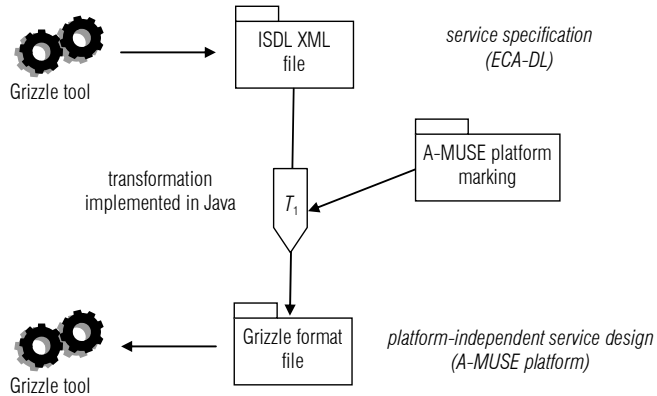 ISDL XML
file
service specification
(ECA-DL)
Grizzle tool
A-MUSE platform
marking
transformation
implemented in Java
T1
Grizzle format
file
platform-independent service design
(A-MUSE platform)
Grizzle tool